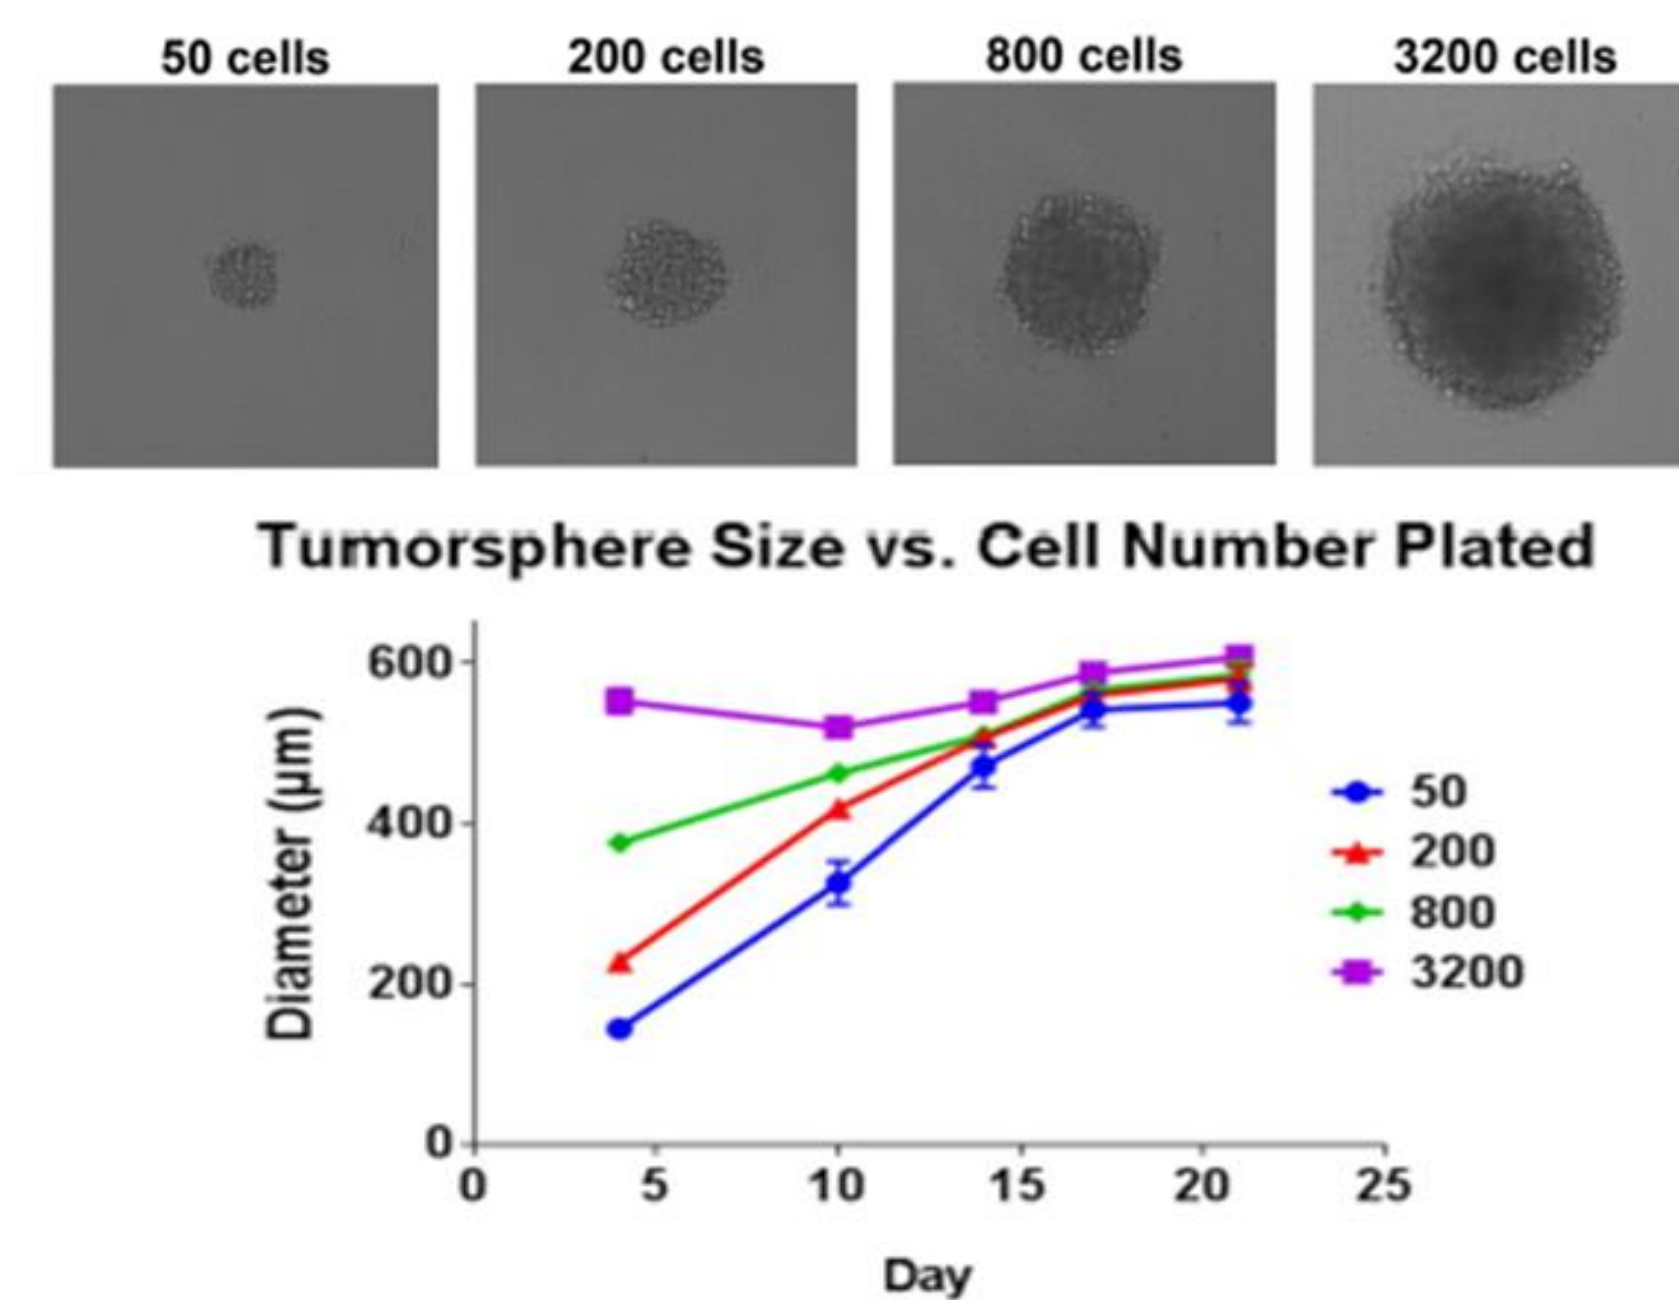 50 cells 200 cells 800 cells 3200 cells
Tumorsphere Size vs. Cell Number Plated
600
400
200
0
Diameter (µm)
0 5 10 15 20 25
Day
50
200
800
3200